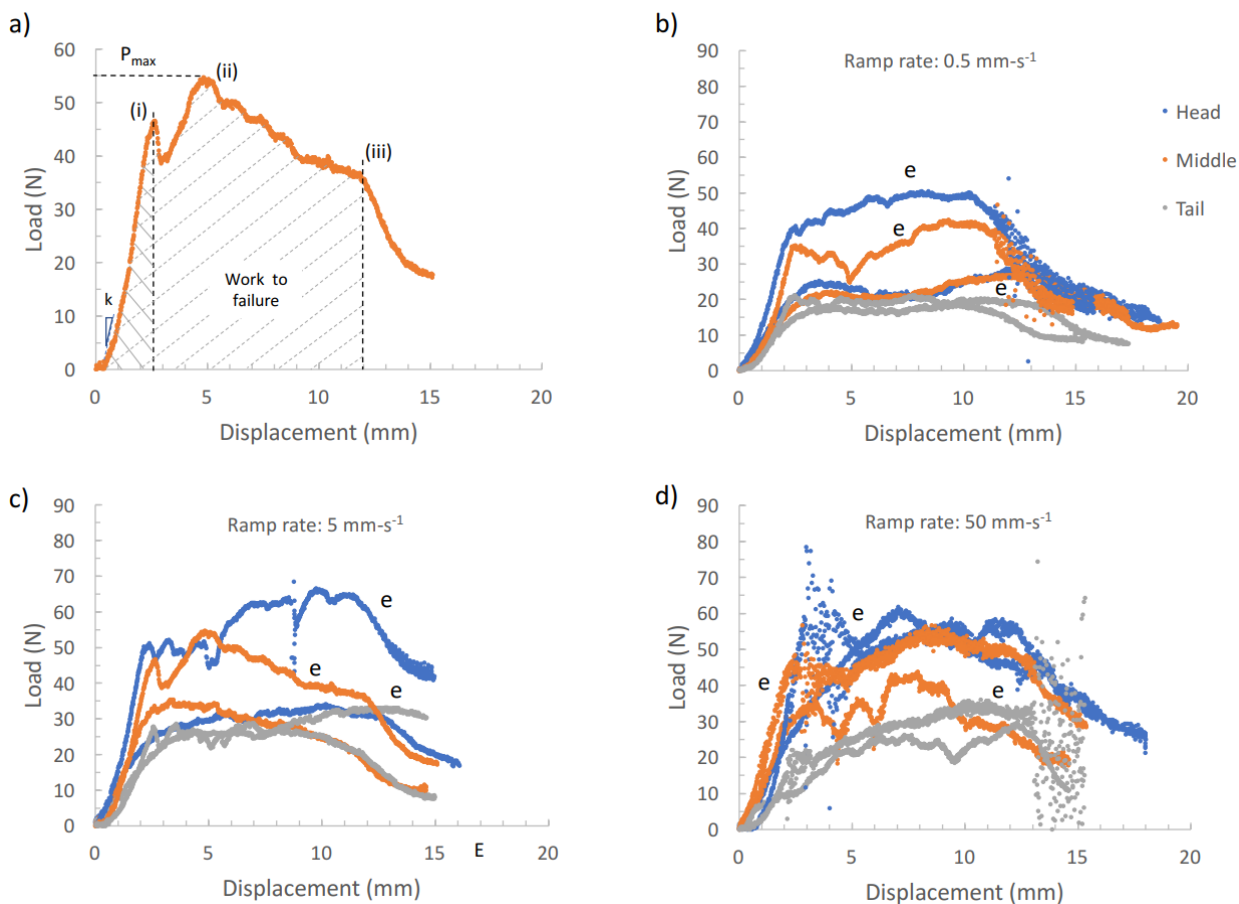 a)
60
50
40
30
20
10
0
Load (N)
P_max
(i)
(ii)
(iii)
k
Work to
failure
0 5 10 15 20
Displacement (mm)
b)
Ramp rate: 0.5 mm-s⁻¹
90
80
70
60
50
40
30
20
10
0
Load (N)
e
e
e
Head
Middle
Tail
0 5 10 15 20
Displacement (mm)
c)
Ramp rate: 5 mm-s⁻¹
90
80
70
60
50
40
30
20
10
0
Load (N)
e
e
e
0 5 10 15 E 20
Displacement (mm)
d)
Ramp rate: 50 mm-s⁻¹
90
80
70
60
50
40
30
20
10
0
Load (N)
e
e
e
0 5 10 15 20
Displacement (mm)